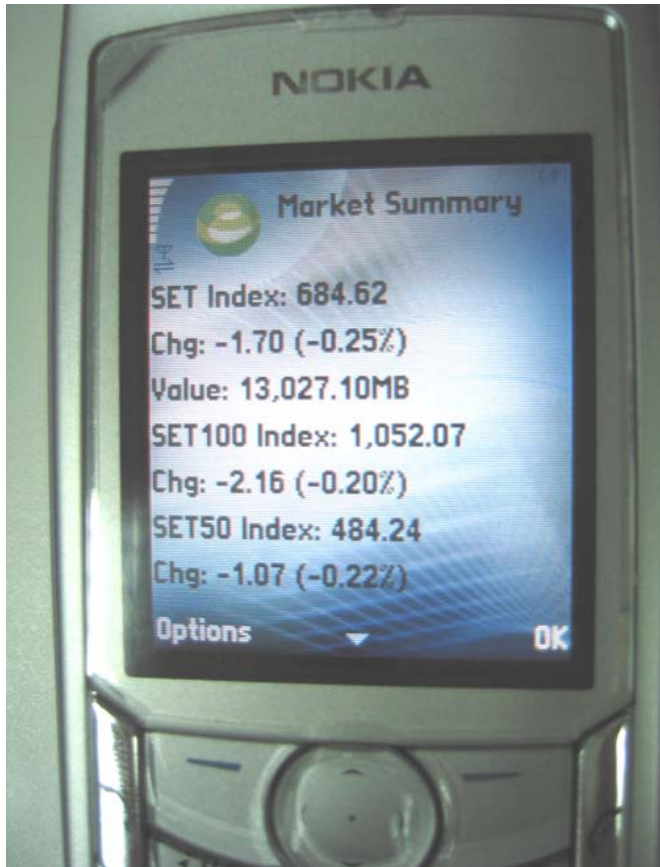 NOKIA
Market Summary
SET Index: 684.62
Chg: -1.70 (-0.25%)
Value: 13,027.10MB
SET100 Index: 1,052.07
Chg: -2.16 (-0.20%)
SET50 Index: 484.24
Chg: -1.07 (-0.22%)
Options
OK